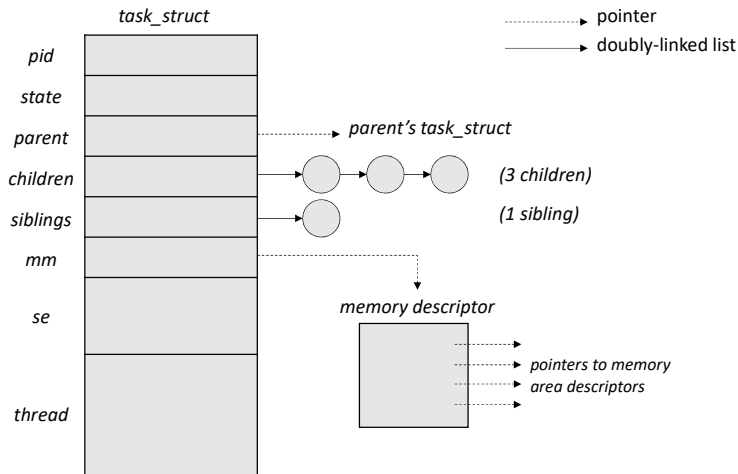 task_struct
pointer
doubly-linked list
pid
state
parent
parent's task_struct
children
(3 children)
siblings
(1 sibling)
mm
memory descriptor
se
pointers to memory
area descriptors
thread